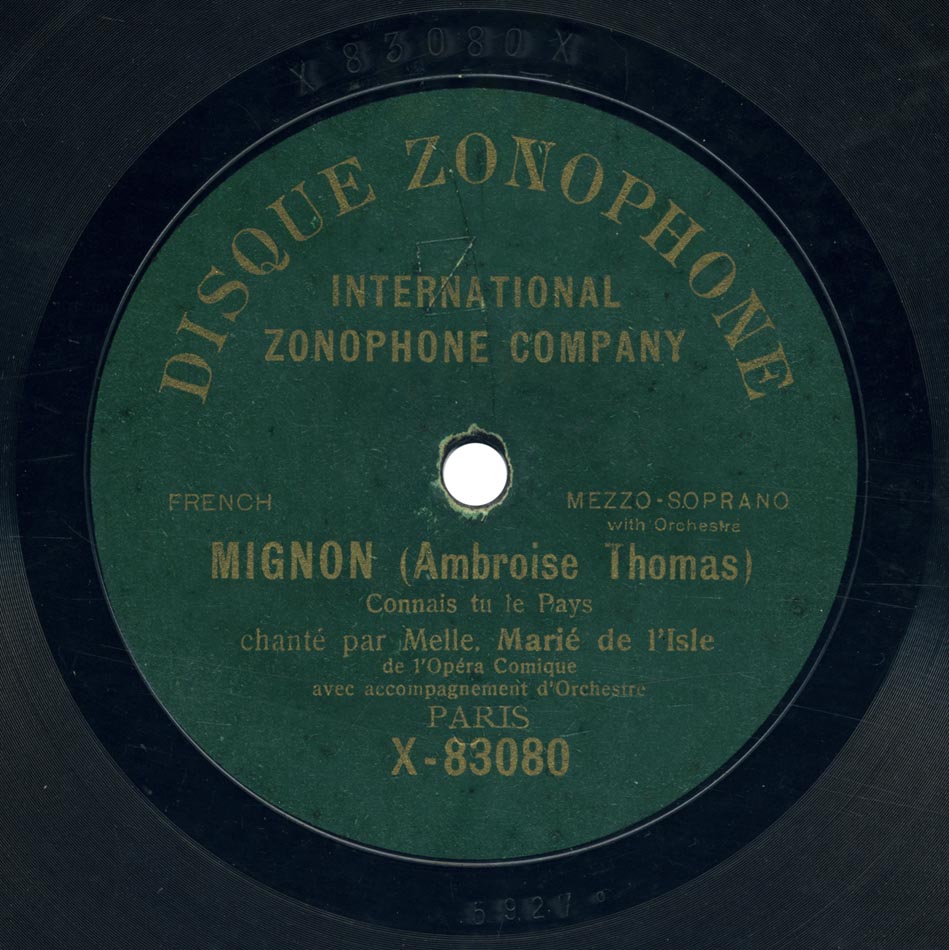 X 83080 X
DISQUE ZONOPHONE
INTERNATIONAL
ZONOPHONE COMPANY
FRENCH
MEZZO-SOPRANO
with Orchestra
MIGNON (Ambroise Thomas)
Connais tu le Pays
chanté par Melle. Marié de l'Isle
de l'Opéra Comique
avec accompagnement d'Orchestre
PARIS
X-83080
5927 o